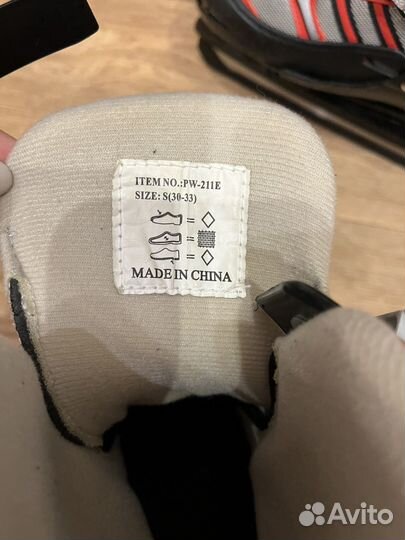 ITEM NO.:PW-211E
SIZE: S(30-33)
=
=
=
MADE IN CHINA
Avito